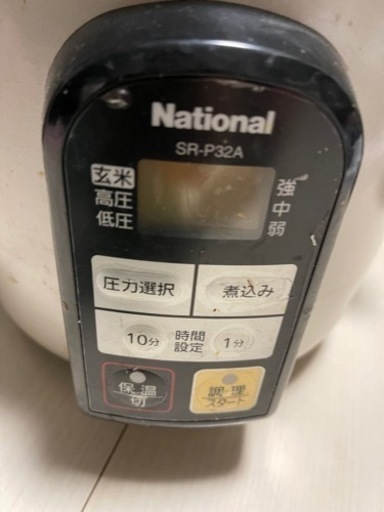 National
SR-P32A
玄米
高圧
低圧
強
中
弱
圧力選択
煮込み
10分
時間
設定
1分
保温
切
調理
スタート